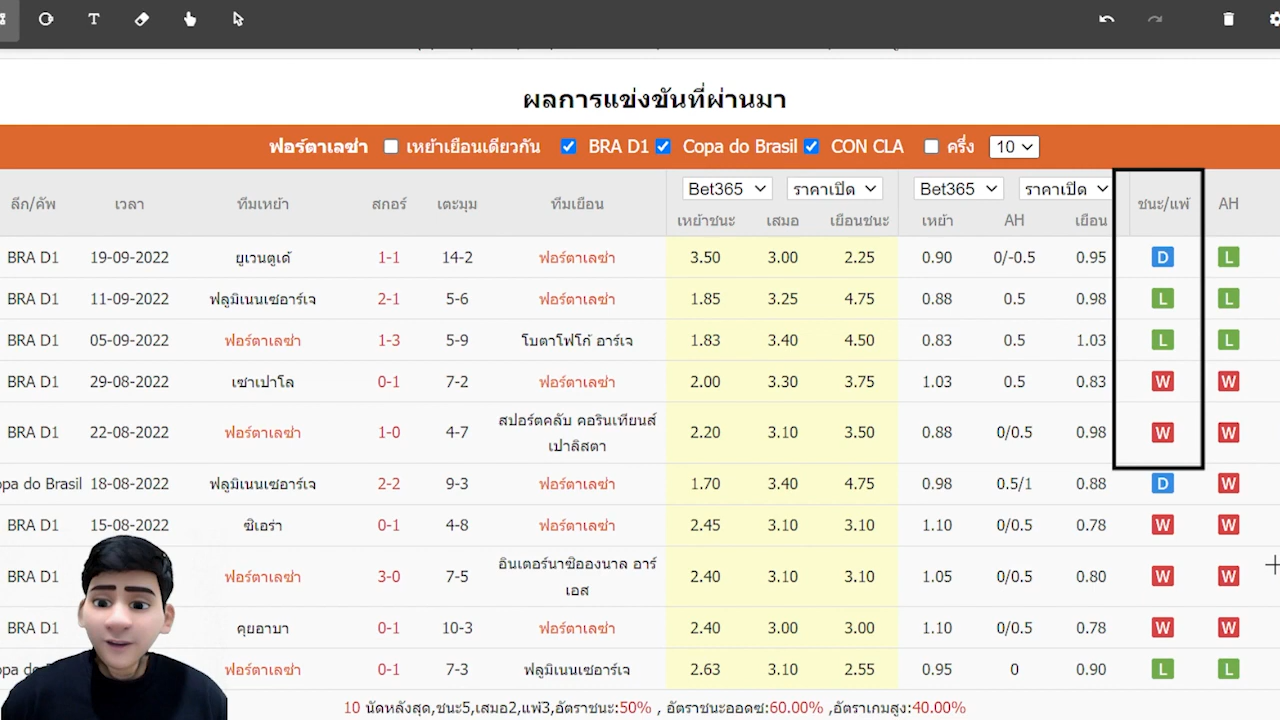 T
ผลการแข่งขันที่ผ่านมา
ฟอร์ตาเลซ่า เหย้าเยือนเดียวกัน BRA D1 Copa do Brasil CON CLA ครึ่ง 10
ลีก/คัพ เวลา ทีมเหย้า สกอร์ เตะมุม ทีมเยือน Bet365 ราคาเปิด Bet365 ราคาเปิด ชนะ/แพ้ AH
เหย้าชนะ เสมอ เยือนชนะ เหย้า AH เยือน
BRA D1 19-09-2022 ยูเวนตูเด้ 1-1 14-2 ฟอร์ตาเลซ่า 3.50 3.00 2.25 0.90 0/-0.5 0.95 D L
BRA D1 11-09-2022 ฟลูมิเนนเซอาร์เจ 2-1 5-6 ฟอร์ตาเลซ่า 1.85 3.25 4.75 0.88 0.5 0.98 L L
BRA D1 05-09-2022 ฟอร์ตาเลซ่า 1-3 5-9 โบตาโฟโก้ อาร์เจ 1.83 3.40 4.50 0.83 0.5 1.03 L L
BRA D1 29-08-2022 เซาเปาโล 0-1 7-2 ฟอร์ตาเลซ่า 2.00 3.30 3.75 1.03 0.5 0.83 W W
BRA D1 22-08-2022 ฟอร์ตาเลซ่า 1-0 4-7 สปอร์ตคลับ คอรินเทียนส์ เปาลิสตา 2.20 3.10 3.50 0.88 0/0.5 0.98 W W
opa do Brasil 18-08-2022 ฟลูมิเนนเซอาร์เจ 2-2 9-3 ฟอร์ตาเลซ่า 1.70 3.40 4.75 0.98 0.5/1 0.88 D W
BRA D1 15-08-2022 ซิเอร่า 0-1 4-8 ฟอร์ตาเลซ่า 2.45 3.10 3.10 1.10 0/0.5 0.78 W W
BRA D1 ฟอร์ตาเลซ่า 3-0 7-5 อินเตอร์นาซิอองนาล อาร์เอส 2.40 3.10 3.10 1.05 0/0.5 0.80 W W
BRA D1 คุยอาบา 0-1 10-3 ฟอร์ตาเลซ่า 2.40 3.00 3.00 1.10 0/0.5 0.78 W W
ฟอร์ตาเลซ่า 0-1 7-3 ฟลูมิเนนเซอาร์เจ 2.63 3.10 2.55 0.95 0 0.90 L L
10 นัดหลังสุด,ชนะ5,เสมอ2,แพ้3,อัตราชนะ:50% , อัตราชนะออดซ:60.00% ,อัตราเกมสูง:40.00%